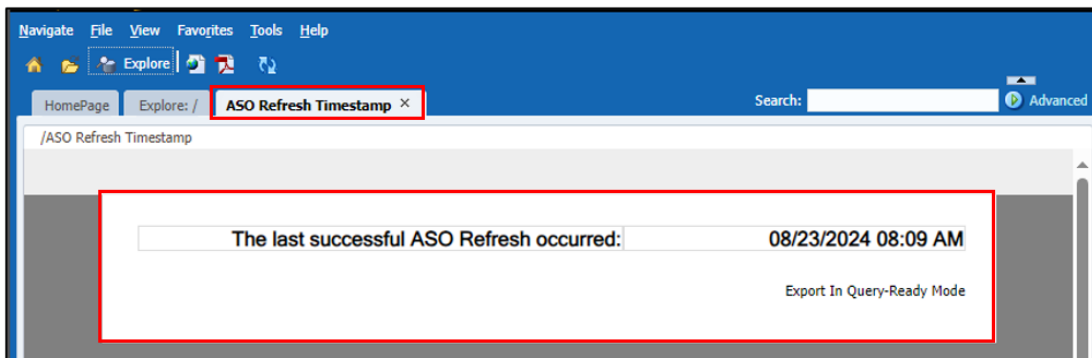 Navigate File View Favorites Tools Help
Explore
HomePage Explore: / ASO Refresh Timestamp × Search: Advanced
/ASO Refresh Timestamp
The last successful ASO Refresh occurred: 08/23/2024 08:09 AM
Export In Query-Ready Mode